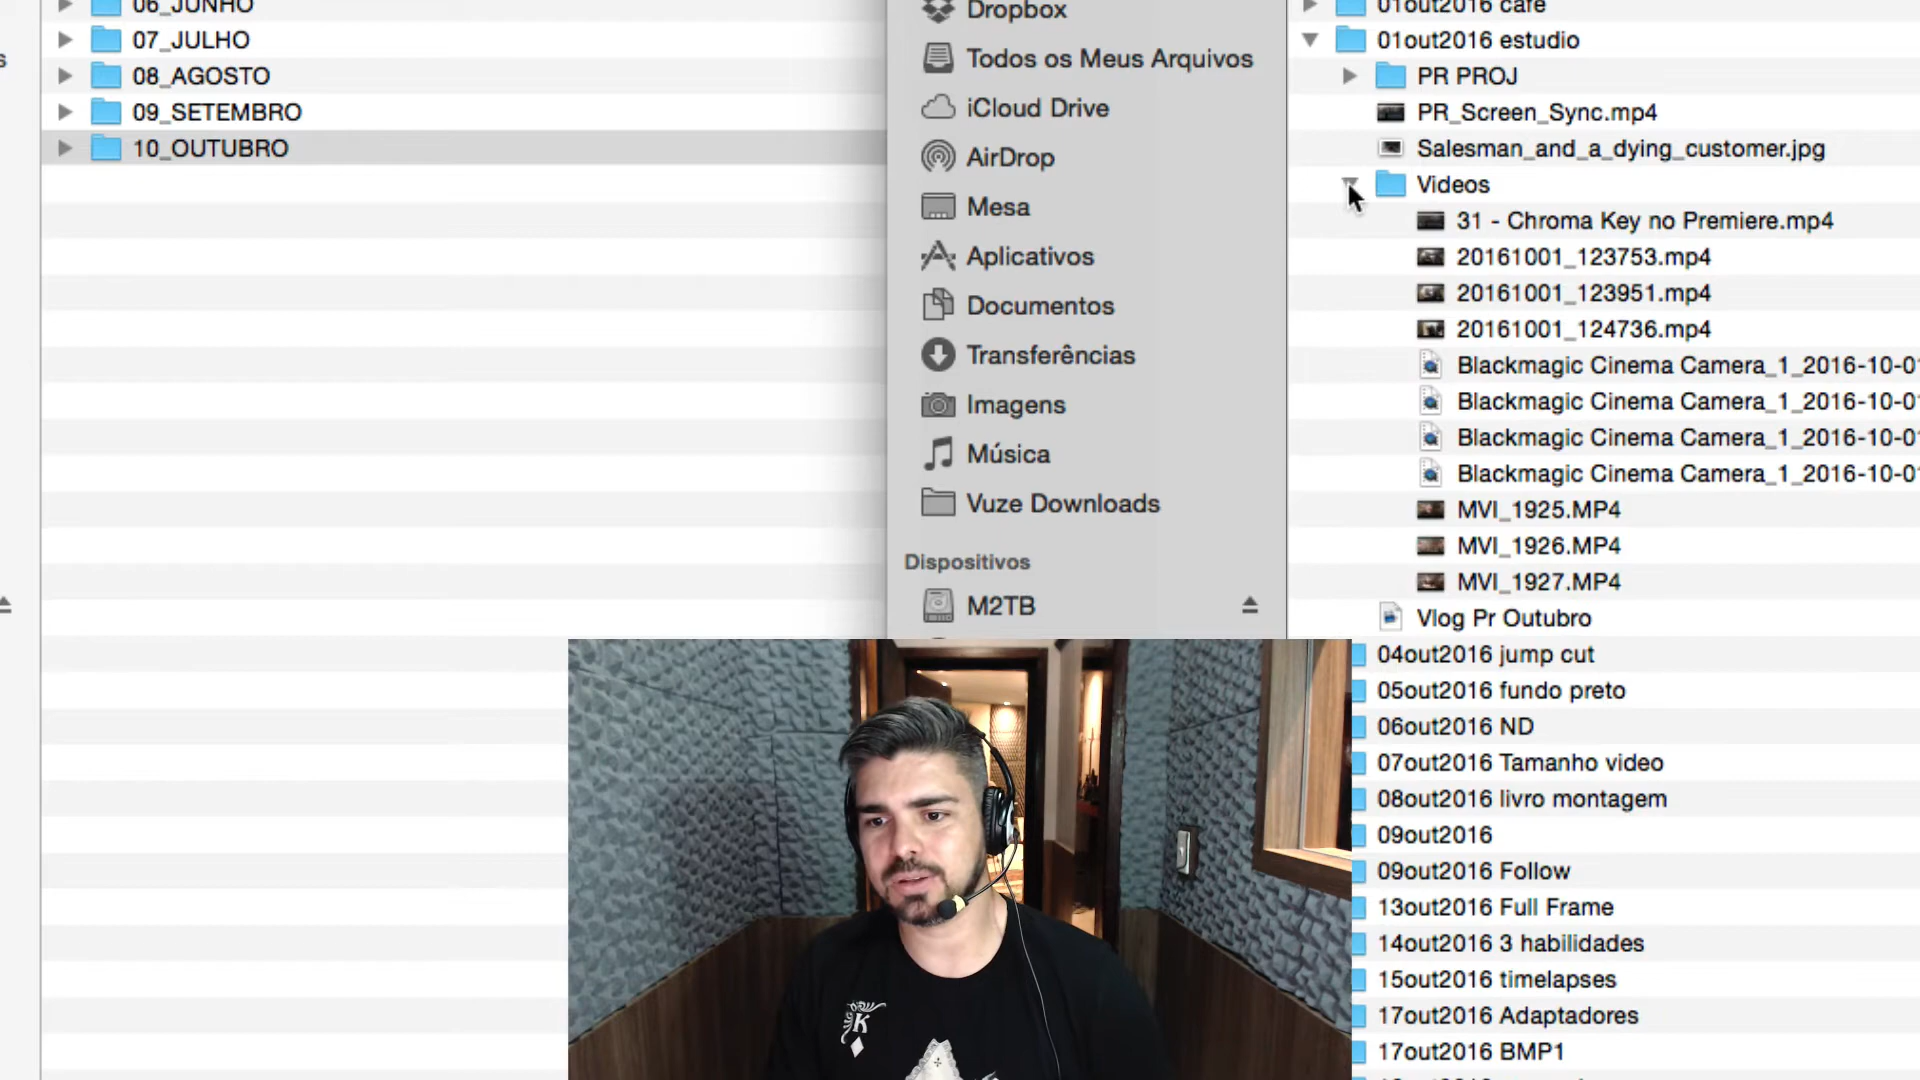 06_JUNHO
07_JULHO
08_AGOSTO
09_SETEMBRO
10_OUTUBRO
Dropbox
Todos os Meus Arquivos
iCloud Drive
AirDrop
Mesa
Aplicativos
Documentos
Transferências
Imagens
Música
Vuze Downloads
Dispositivos
M2TB
01out2016 cafe
01out2016 estudio
PR PROJ
PR_Screen_Sync.mp4
Salesman_and_a_dying_customer.jpg
Videos
31 - Chroma Key no Premiere.mp4
20161001_123753.mp4
20161001_123951.mp4
20161001_124736.mp4
Blackmagic Cinema Camera_1_2016-10-01
Blackmagic Cinema Camera_1_2016-10-01
Blackmagic Cinema Camera_1_2016-10-01
Blackmagic Cinema Camera_1_2016-10-01
MVI_1925.MP4
MVI_1926.MP4
MVI_1927.MP4
Vlog Pr Outubro
04out2016 jump cut
05out2016 fundo preto
06out2016 ND
07out2016 Tamanho video
08out2016 livro montagem
09out2016
09out2016 Follow
13out2016 Full Frame
14out2016 3 habilidades
15out2016 timelapses
17out2016 Adaptadores
17out2016 BMP1
K